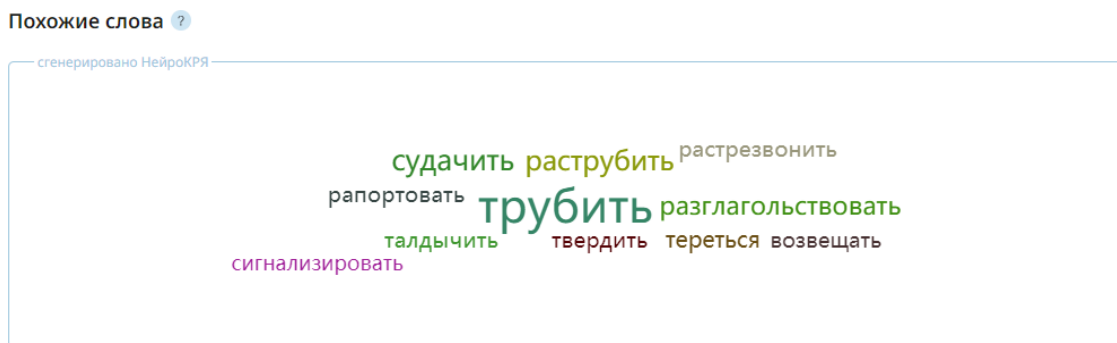 Похожие слова ?
сгенерировано НейроКРЯ
судачить раструбить растрезвонить
рапортовать трубить разглагольствовать
талдычить твердить тереться возвещать
сигнализировать